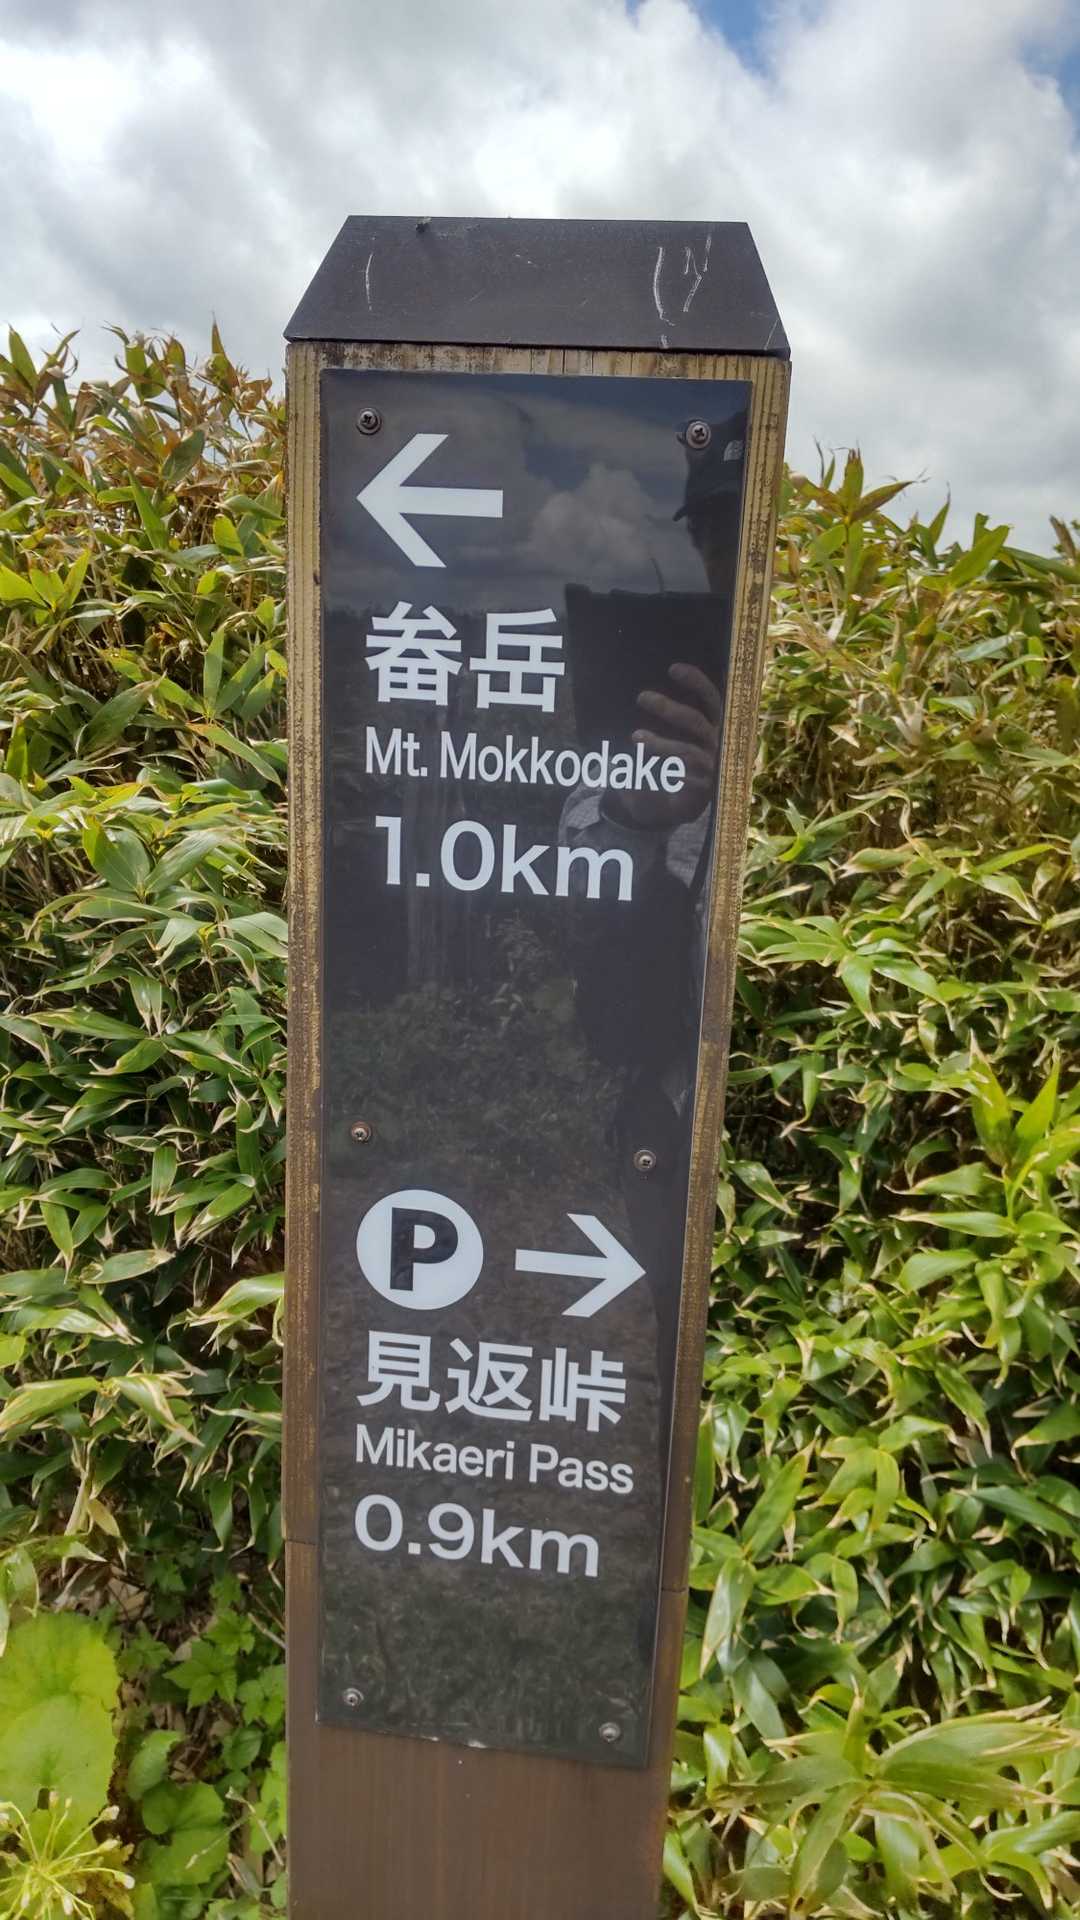 ←
畚岳
Mt. Mokkodake
1.0km
P →
見返峠
Mikaeri Pass
0.9km